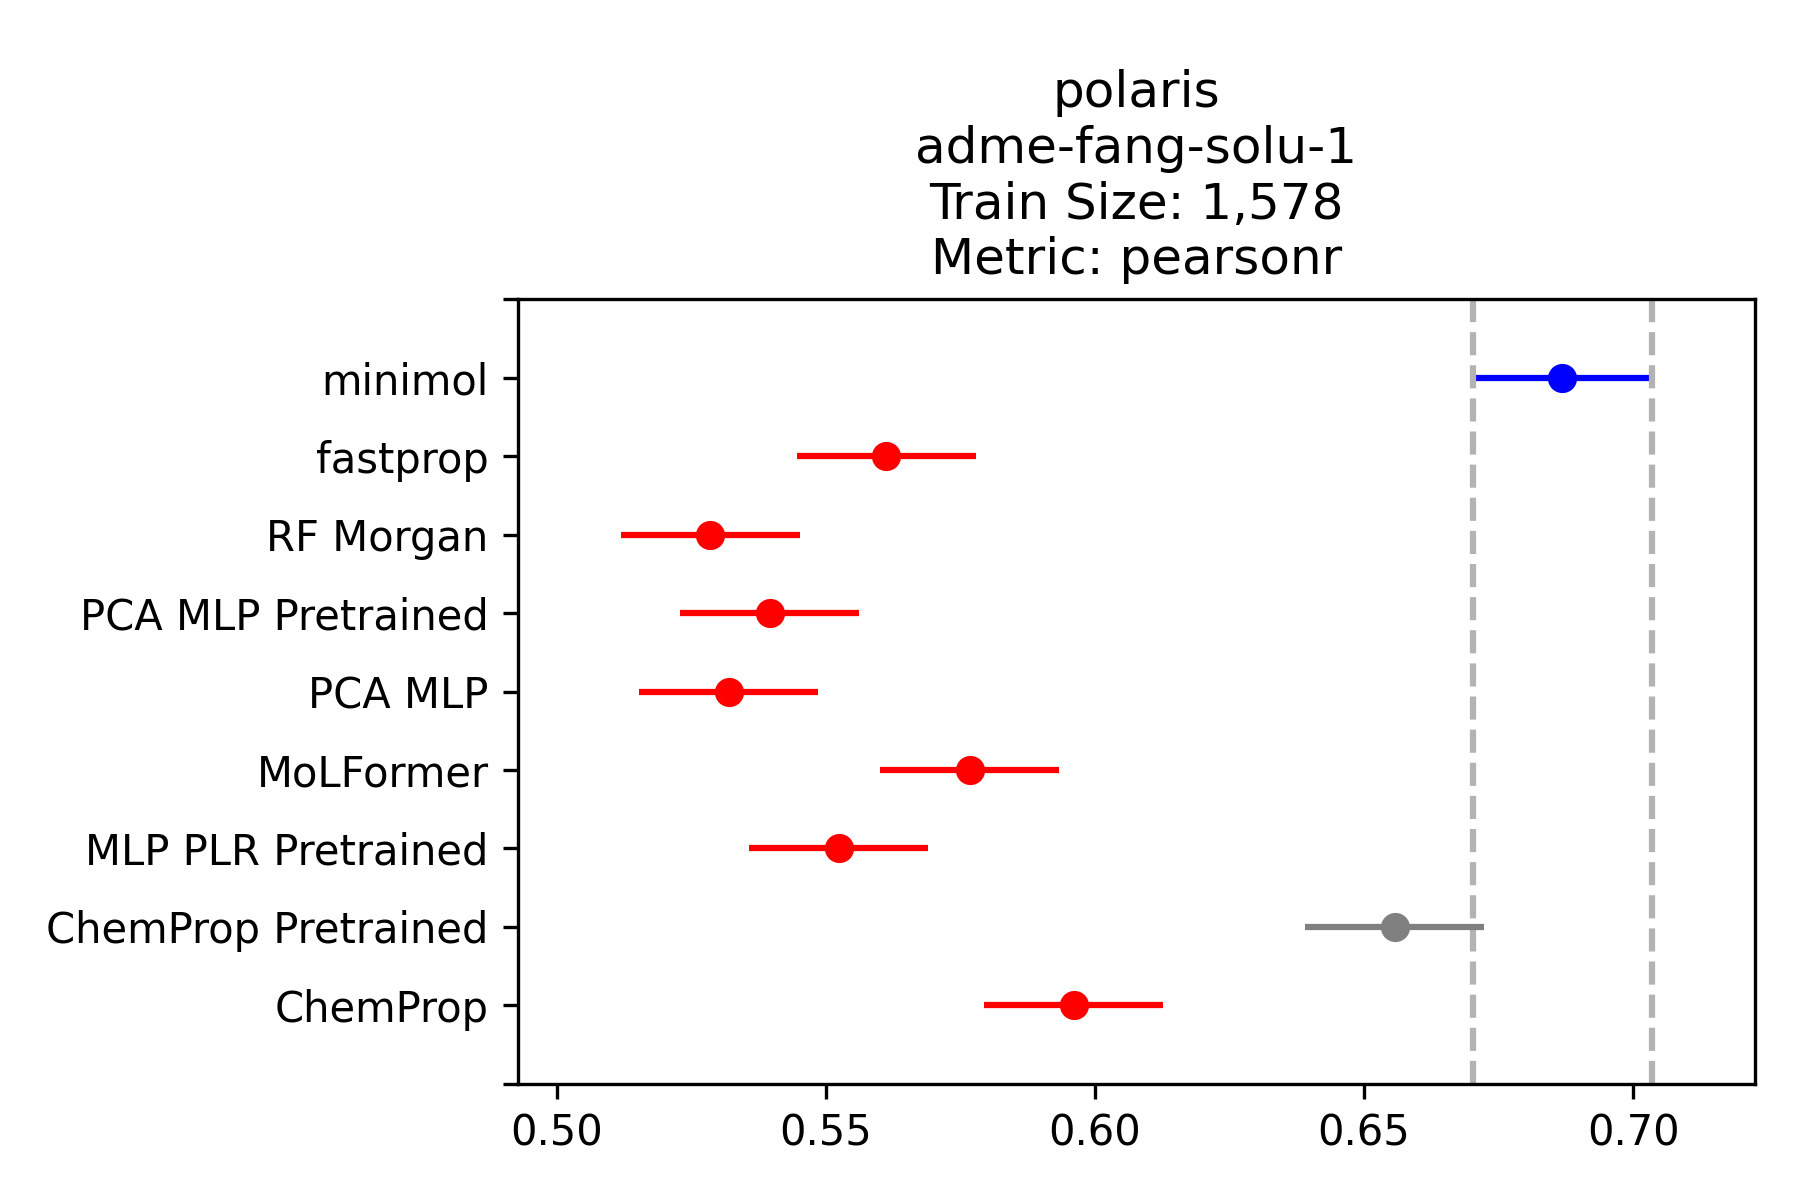 polaris
adme-fang-solu-1
Train Size: 1,578
Metric: pearsonr
minimol
fastprop
RF Morgan
PCA MLP Pretrained
PCA MLP
MoLFormer
MLP PLR Pretrained
ChemProp Pretrained
ChemProp
0.50 0.55 0.60 0.65 0.70